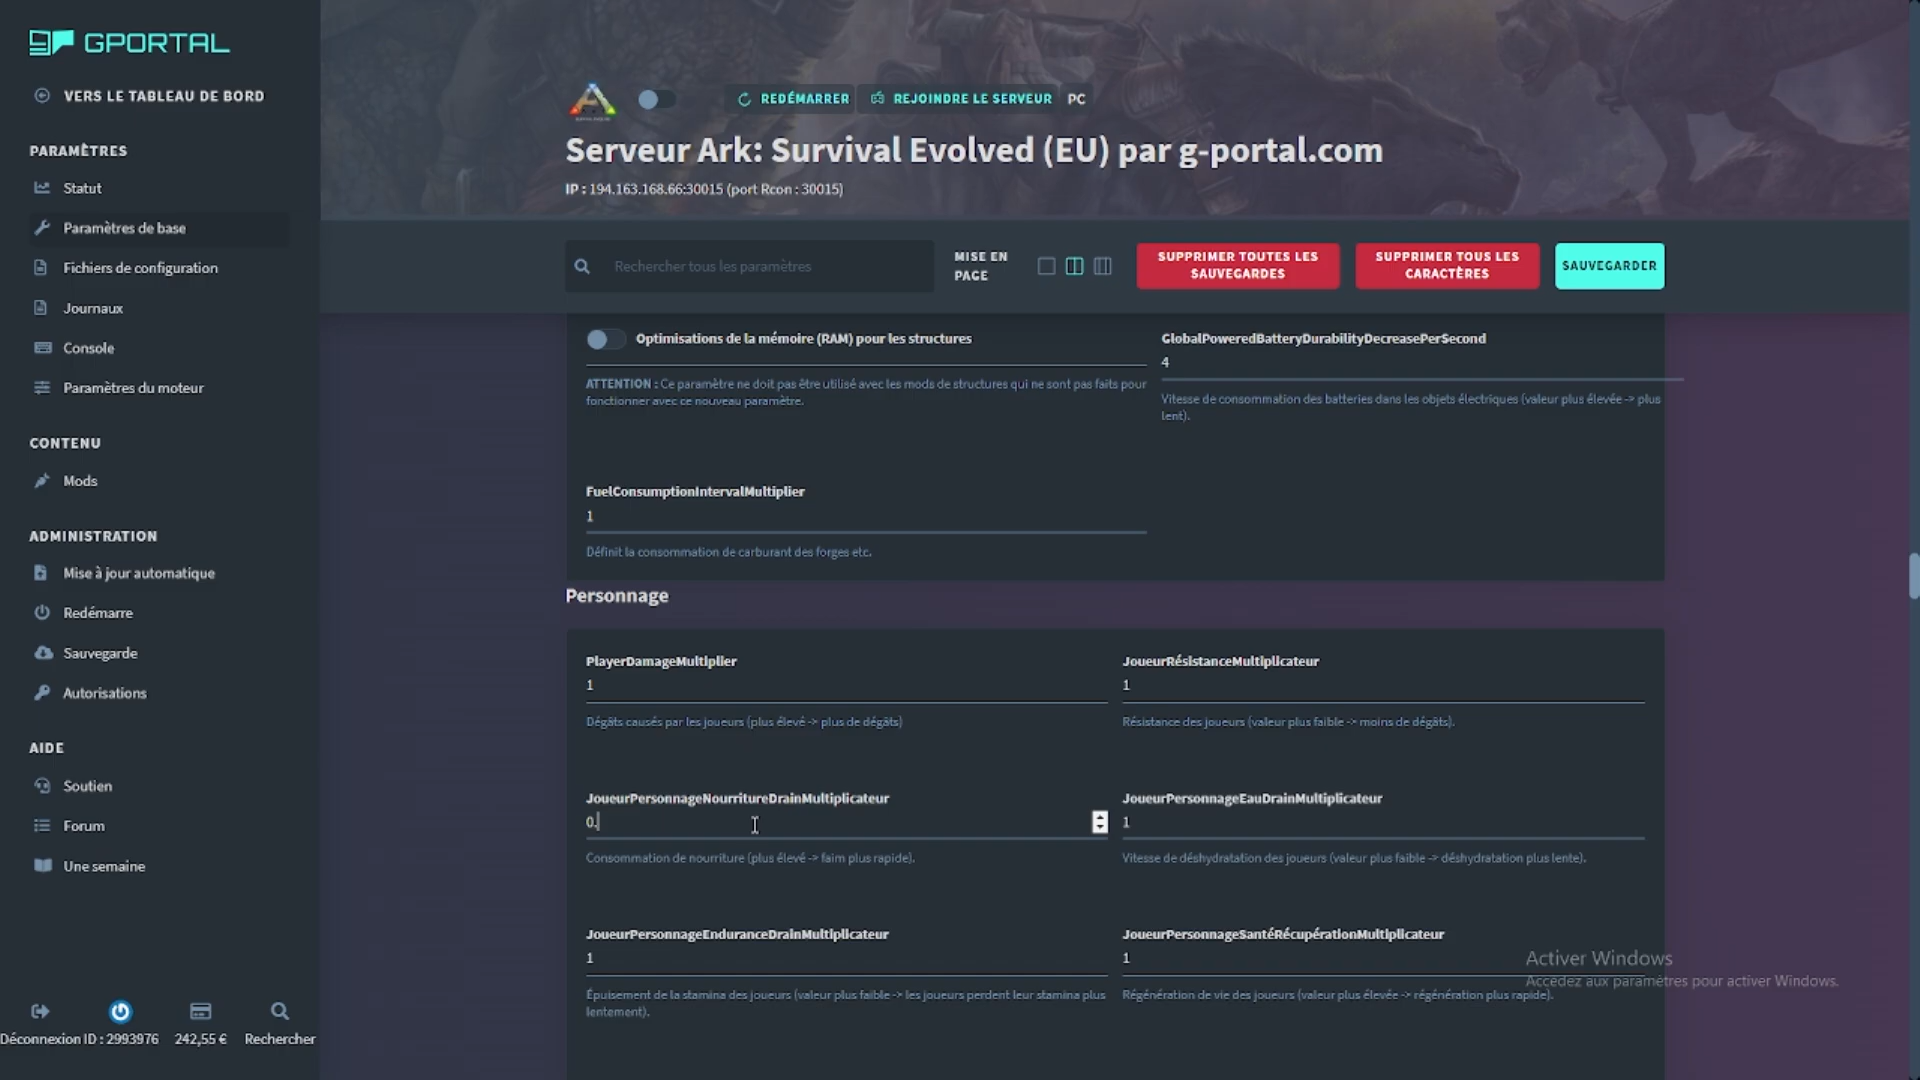 GPORTAL
VERS LE TABLEAU DE BORD
PARAMÈTRES
Statut
Paramètres de base
Fichiers de configuration
Journaux
Console
Paramètres du moteur
CONTENU
Mods
ADMINISTRATION
Mise à jour automatique
Redémarre
Sauvegarde
Autorisations
AIDE
Soutien
Forum
Une semaine
Déconnexion ID : 2993976 242,55 € Rechercher
REDÉMARRER REJOINDRE LE SERVEUR PC
Serveur Ark: Survival Evolved (EU) par g-portal.com
IP : 194.163.168.66:30015 (port Rcon : 30015)
Rechercher tous les paramètres
MISE EN
PAGE
SUPPRIMER TOUTES LES
SAUVEGARDES
SUPPRIMER TOUS LES
CARACTÈRES
SAUVEGARDER
Optimisations de la mémoire (RAM) pour les structures
ATTENTION : Ce paramètre ne doit pas être utilisé avec les mods de structures qui ne sont pas faits pour
fonctionner avec ce nouveau paramètre.
GlobalPoweredBatteryDurabilityDecreasePerSecond
4
Vitesse de consommation des batteries dans les objets électriques (valeur plus élevée -> plus
lent).
FuelConsumptionIntervalMultiplier
1
Définit la consommation de carburant des forges etc.
Personnage
PlayerDamageMultiplier
1
Dégâts causés par les joueurs (plus élevé -> plus de dégâts)
JoueurRésistanceMultiplicateur
1
Résistance des joueurs (valeur plus faible -> moins de dégâts).
JoueurPersonnageNourritureDrainMultiplicateur
0.
Consommation de nourriture (plus élevé -> faim plus rapide).
JoueurPersonnageEauDrainMultiplicateur
1
Vitesse de déshydratation des joueurs (valeur plus faible -> déshydratation plus lente).
JoueurPersonnageEnduranceDrainMultiplicateur
1
Épuisement de la stamina des joueurs (valeur plus faible -> les joueurs perdent leur stamina plus
lentement).
JoueurPersonnageSantéRécupérationMultiplicateur
1
Régénération de vie des joueurs (valeur plus élevée -> régénération plus rapide).
Activer Windows
Accédez aux paramètres pour activer Windows.